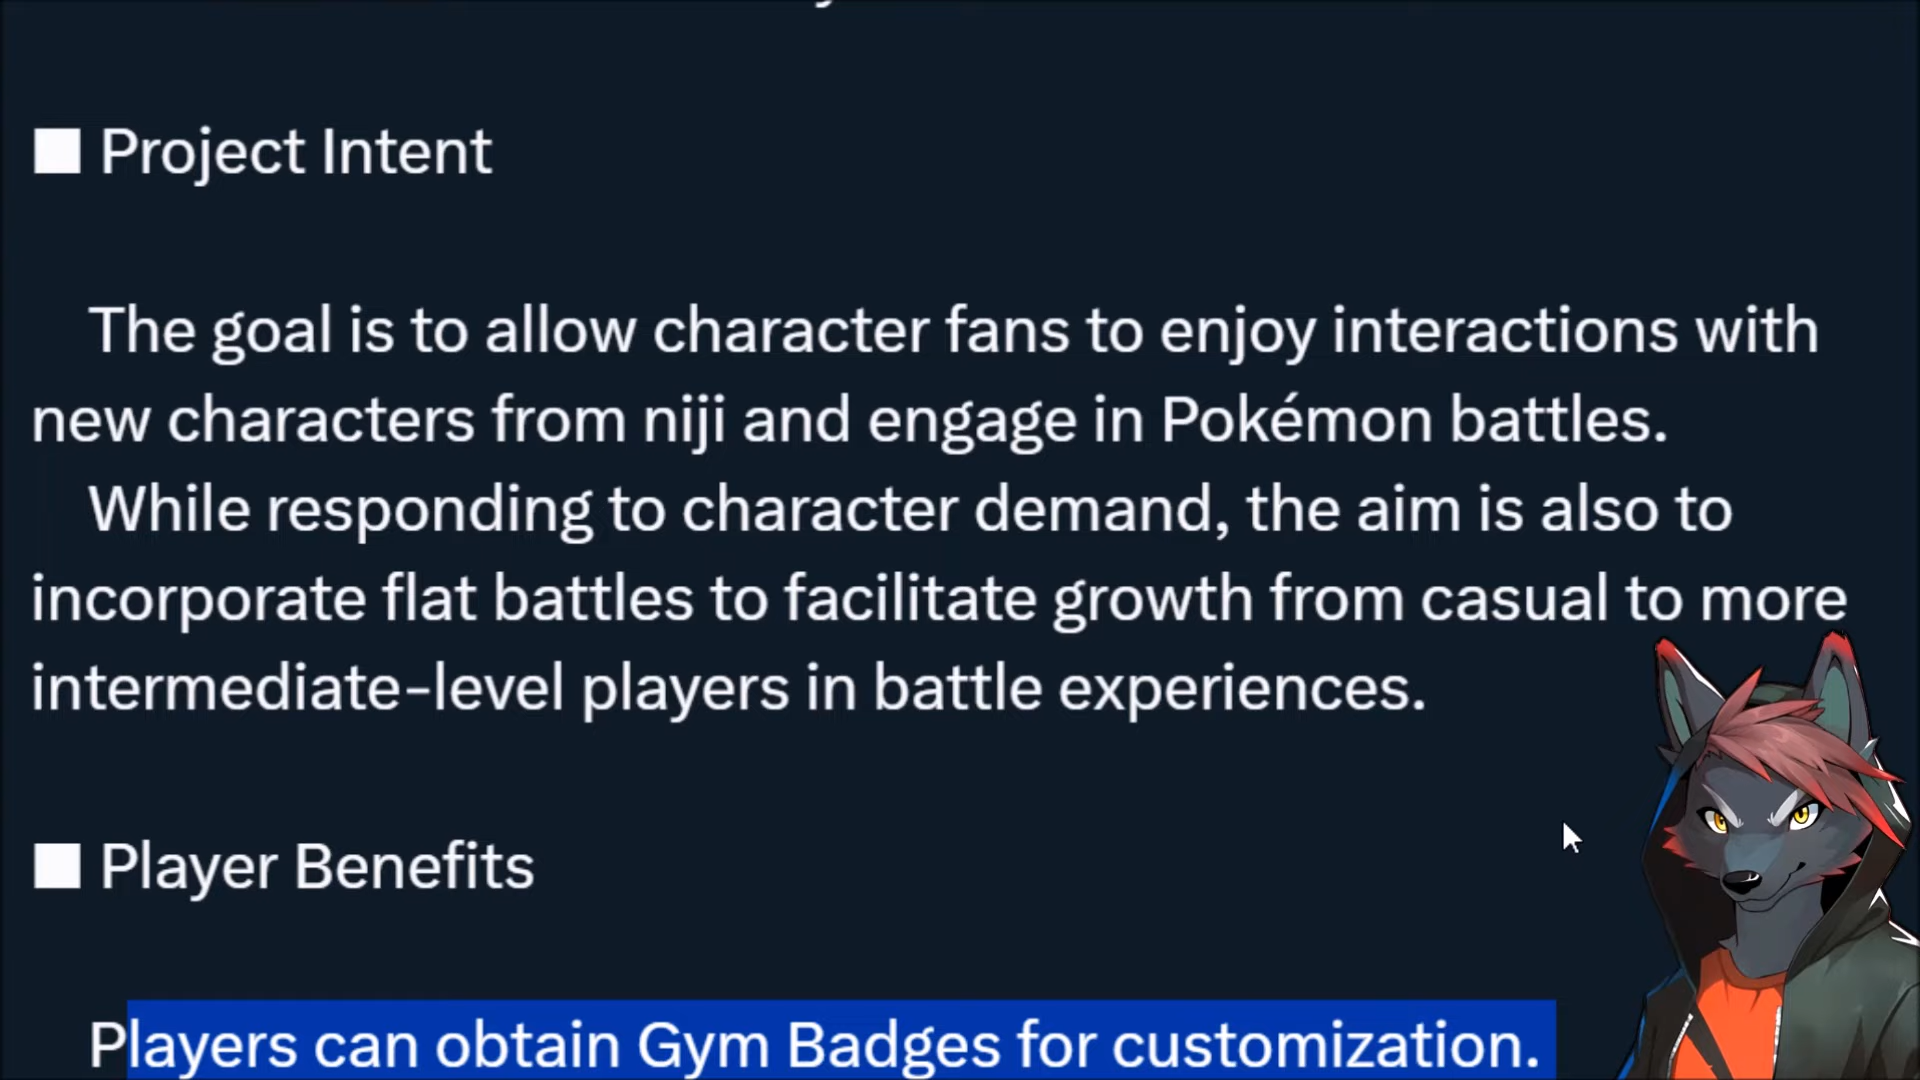 ■ Project Intent
The goal is to allow character fans to enjoy interactions with
new characters from niji and engage in Pokémon battles.
While responding to character demand, the aim is also to
incorporate flat battles to facilitate growth from casual to more
intermediate-level players in battle experiences.
■ Player Benefits
Players can obtain Gym Badges for customization.